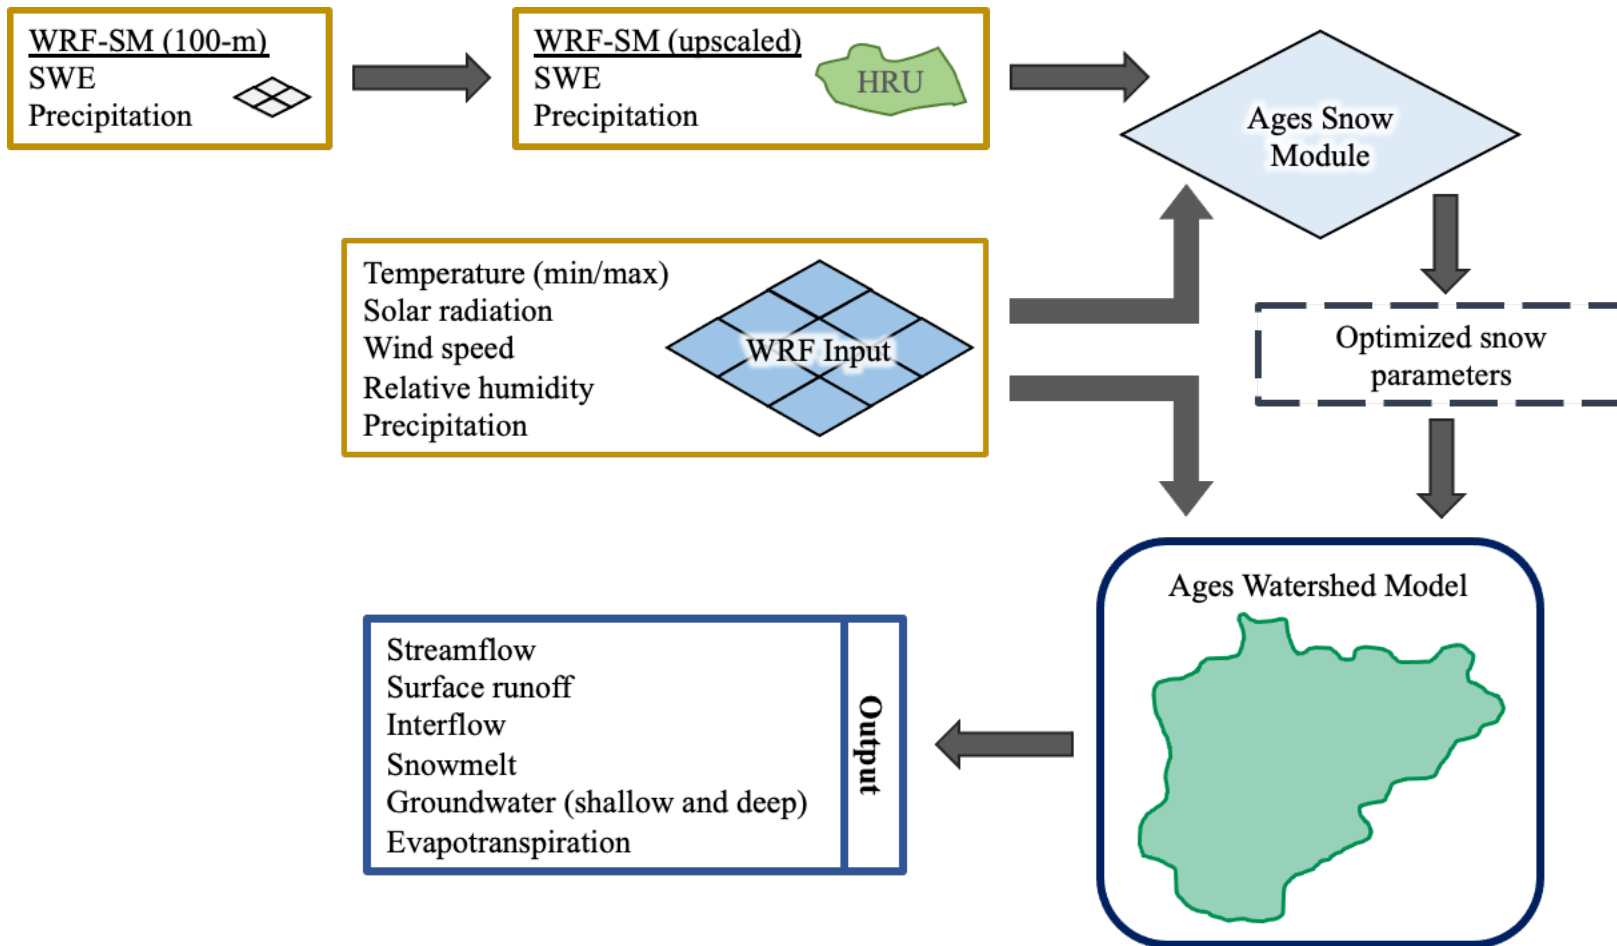 WRF-SM (100-m)
SWE
Precipitation
WRF-SM (upscaled)
SWE
Precipitation
HRU
Ages Snow
Module
Temperature (min/max)
Solar radiation
Wind speed
Relative humidity
Precipitation
WRF Input
Optimized snow
parameters
Ages Watershed Model
Streamflow
Surface runoff
Interflow
Snowmelt
Groundwater (shallow and deep)
Evapotranspiration
Output